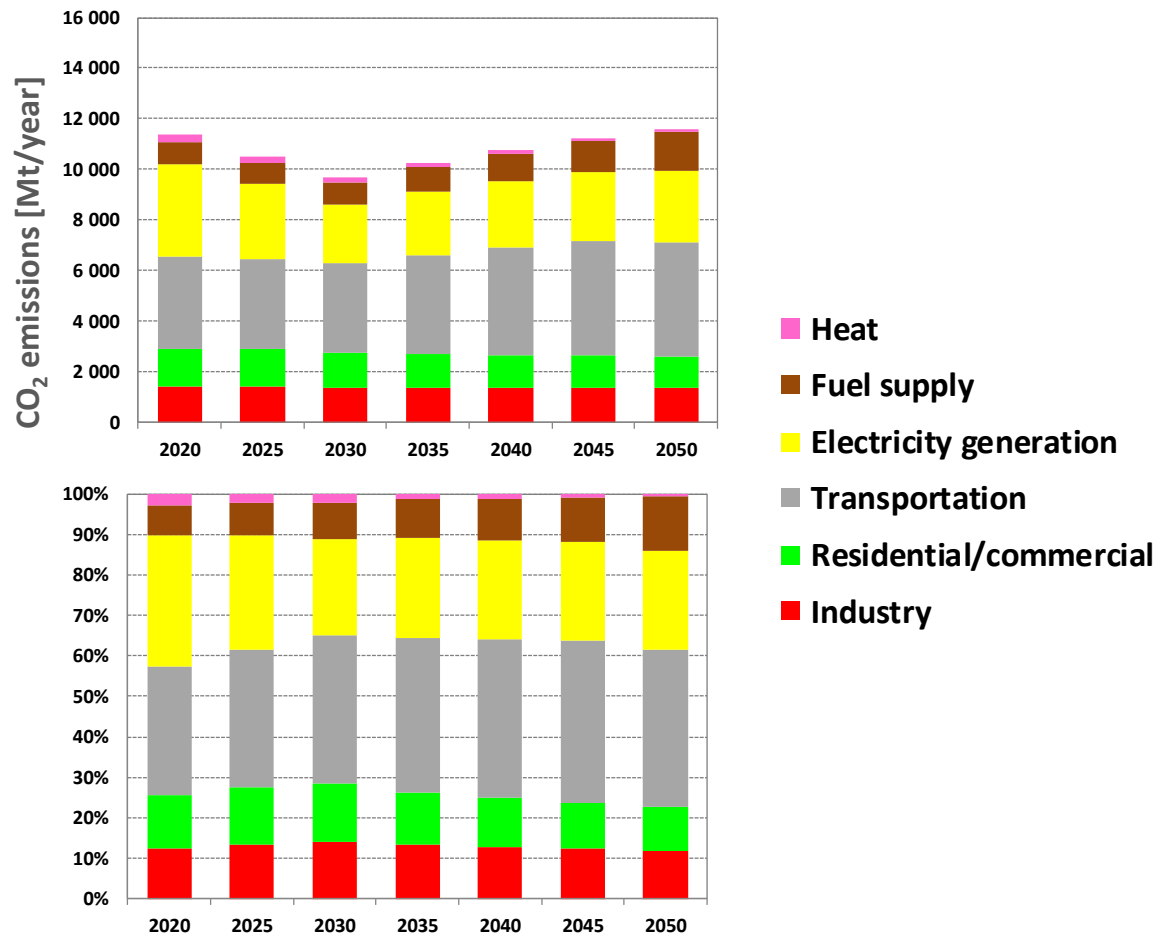 CO₂ emissions [Mt/year]
16 000
14 000
12 000
10 000
8 000
6 000
4 000
2 000
0
2020 2025 2030 2035 2040 2045 2050
100%
90%
80%
70%
60%
50%
40%
30%
20%
10%
0%
2020 2025 2030 2035 2040 2045 2050
Heat
Fuel supply
Electricity generation
Transportation
Residential/commercial
Industry